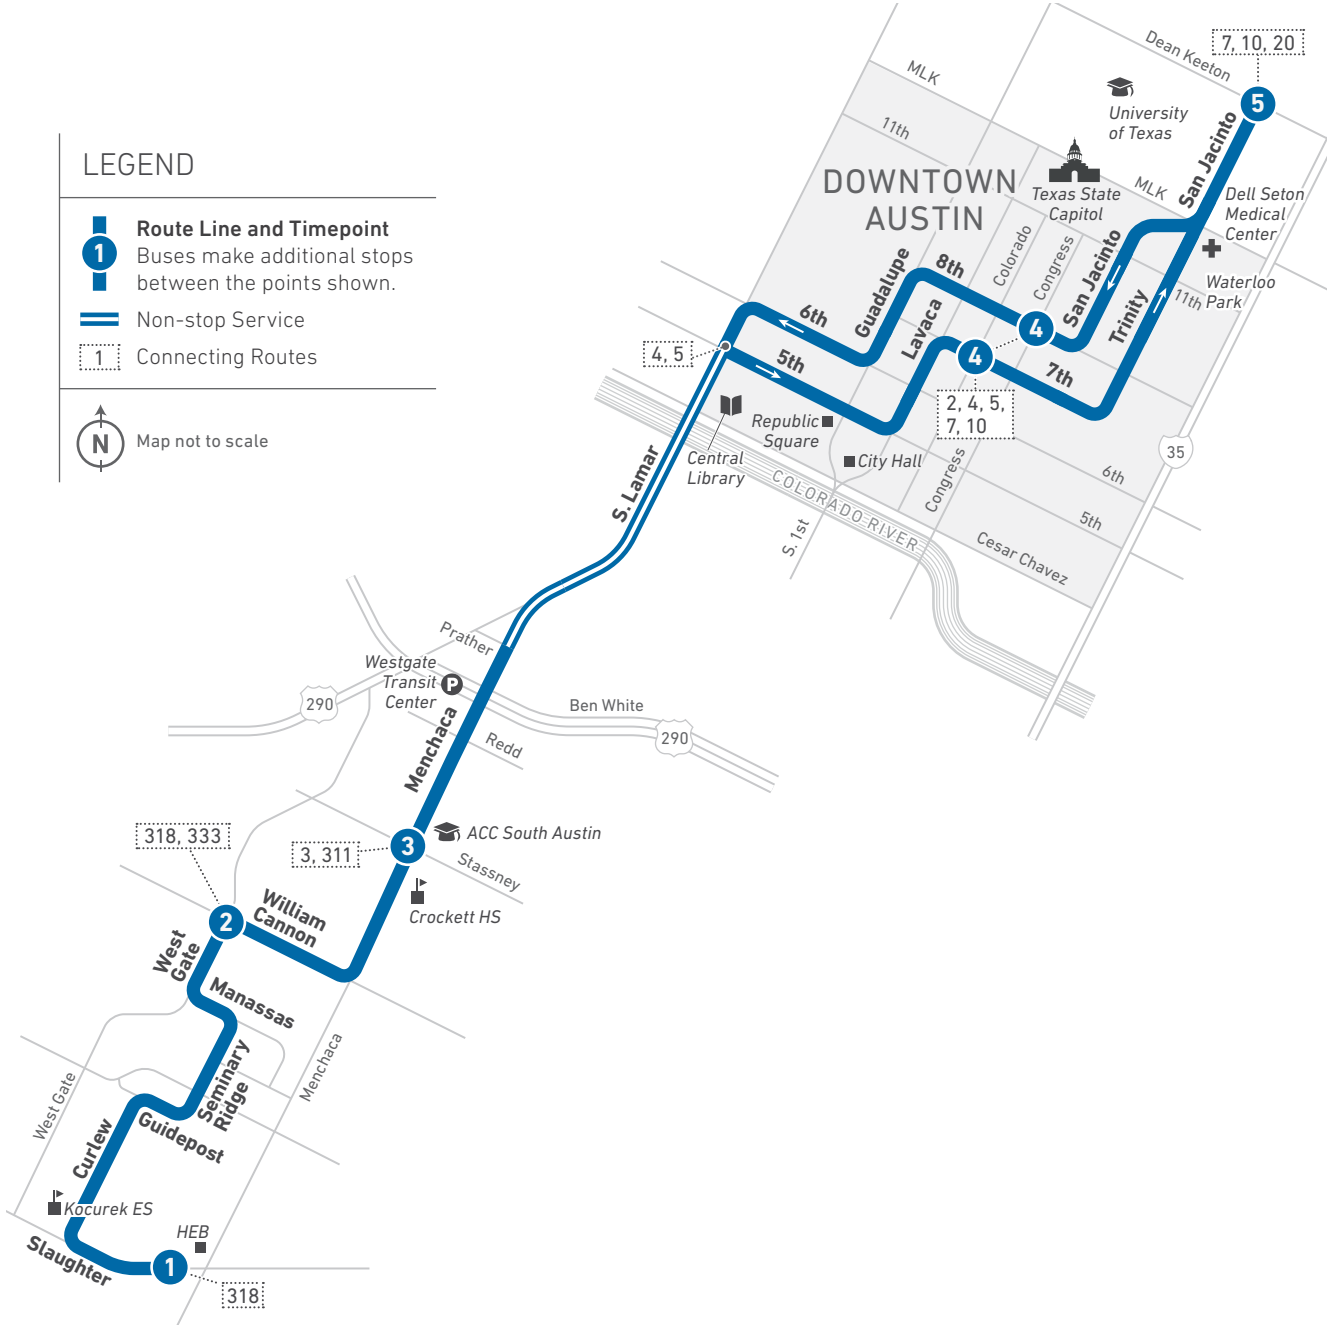 LEGEND
1
Route Line and Timepoint
Buses make additional stops
between the points shown.
Non-stop Service
1
Connecting Routes
N
Map not to scale
7, 10, 20
Dean Keeton
5
MLK
University
of Texas
11th
San Jacinto
DOWNTOWN
AUSTIN
Texas State
Capitol
MLK
Dell Seton
Medical
Center
Waterloo
Park
11th
Colorado
Congress
San Jacinto
Trinity
8th
Guadalupe
Lavaca
6th
5th
4
4
7th
4, 5
2, 4, 5,
7, 10
Republic
Square
City Hall
Central
Library
Congress
35
6th
5th
Cesar Chavez
COLORADO RIVER
S. 1st
S. Lamar
Prather
Westgate
Transit
Center
P
290
Ben White
290
Redd
Menchaca
318, 333
3, 311
3
ACC South Austin
Stassney
Crockett HS
2
William
Cannon
West
Gate
Manassas
Menchaca
Seminary
Ridge
West Gate
Guidepost
Curlew
Kocurek ES
HEB
Slaughter
1
318